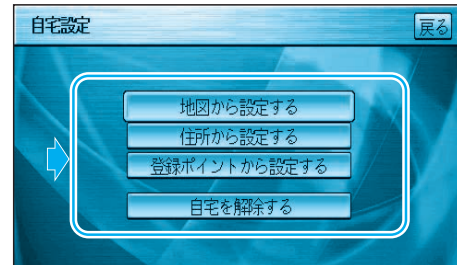 自宅設定
戻る
地図から設定する
住所から設定する
登録ポイントから設定する
自宅を解除する